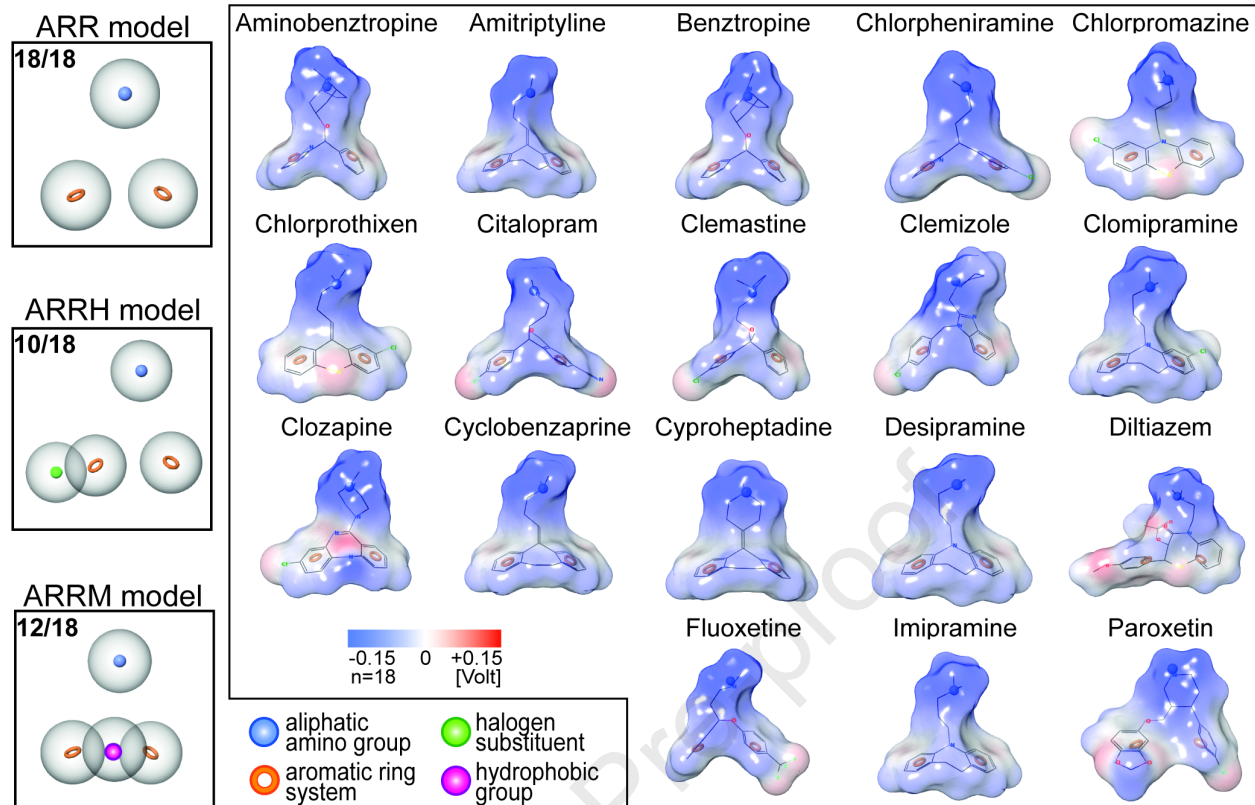 ARR model
18/18
ARRH model
10/18
ARRM model
12/18
Aminobenztropine
Amitriptyline
Benztropine
Chlorpheniramine
Chlorpromazine
Chlorprothixen
Citalopram
Clemastine
Clemizole
Clomipramine
Clozapine
Cyclobenzaprine
Cyproheptadine
Desipramine
Diltiazem
Fluoxetine
Imipramine
Paroxetin
-0.15 0 +0.15
n=18 [Volt]
aliphatic
amino group
aromatic ring
system
halogen
substituent
hydrophobic
group
Pre-proof